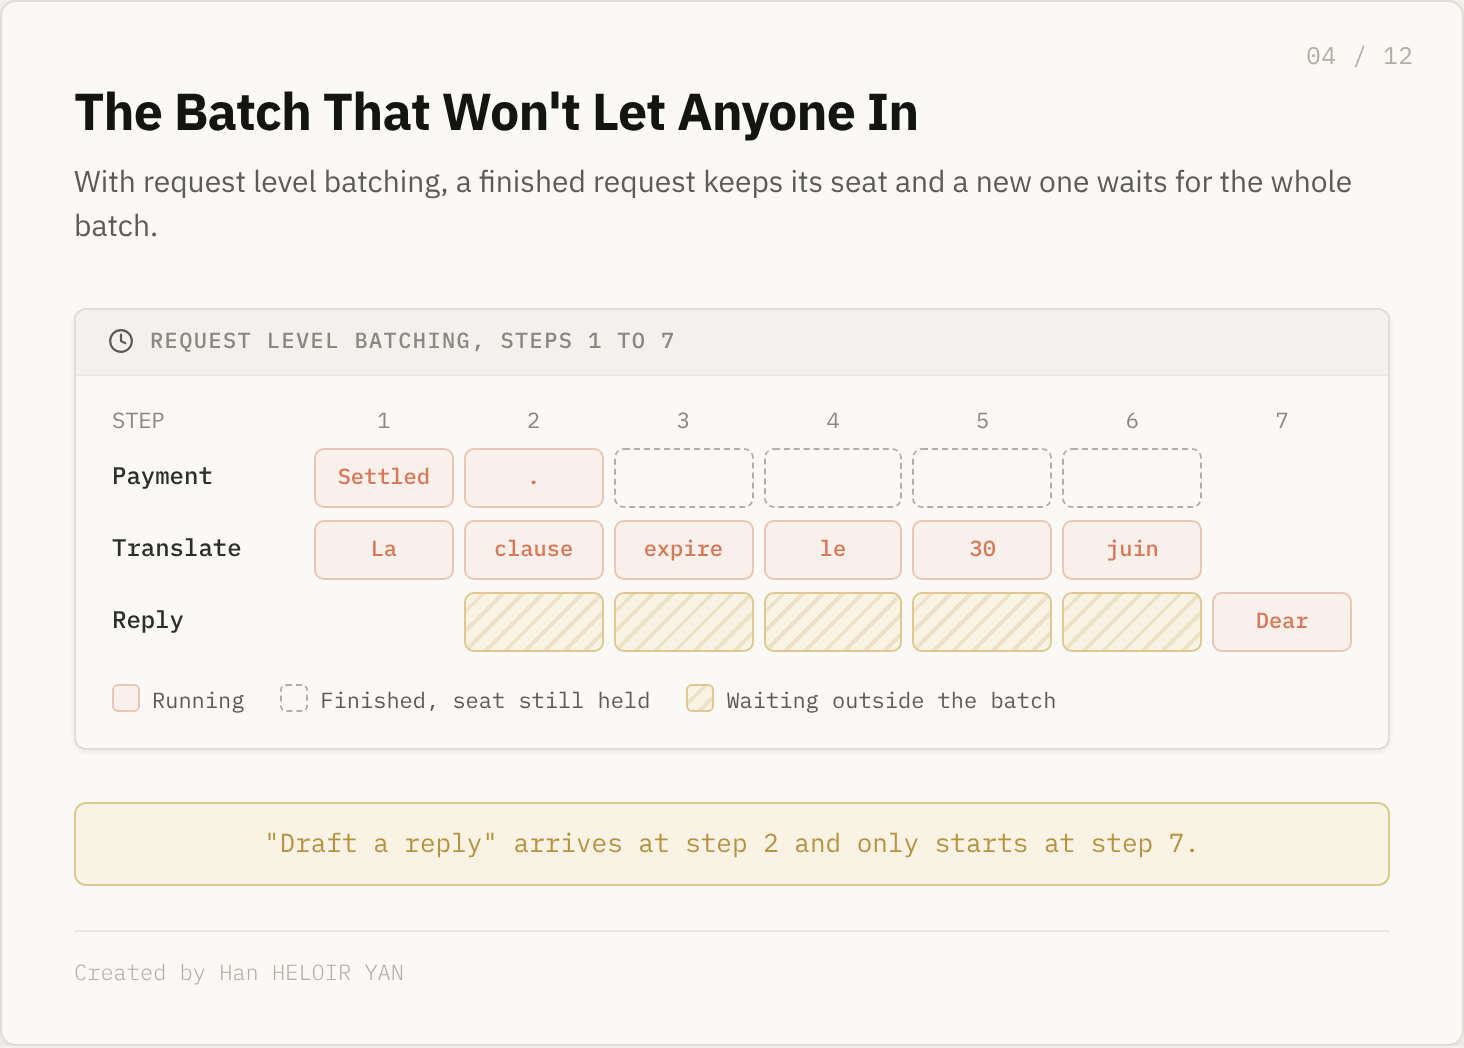 04 / 12
The Batch That Won't Let Anyone In
With request level batching, a finished request keeps its seat and a new one waits for the whole
batch.
REQUEST LEVEL BATCHING, STEPS 1 TO 7
STEP 1 2 3 4 5 6 7
Payment Settled .
Translate La clause expire le 30 juin
Reply Dear
Running Finished, seat still held Waiting outside the batch
"Draft a reply" arrives at step 2 and only starts at step 7.
Created by Han HELOIR YAN